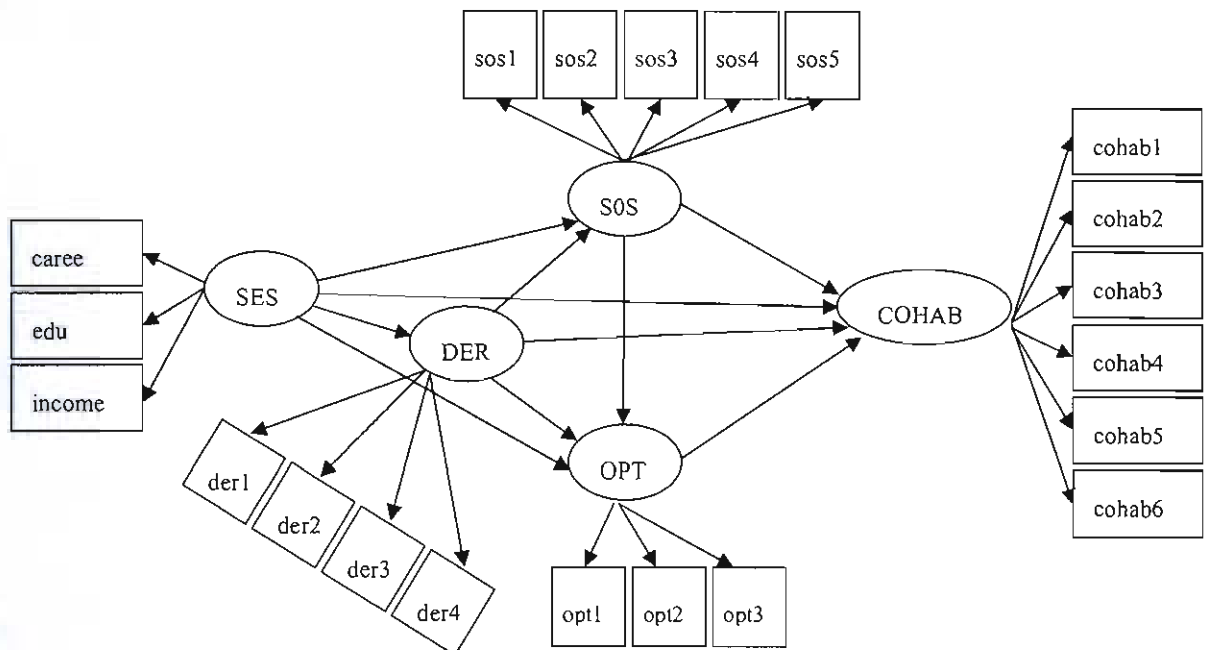 sos1
sos2
sos3
sos4
sos5
cohab1
cohab2
cohab3
cohab4
cohab5
cohab6
S0S
caree
edu
income
SES
DER
COHAB
OPT
der1
der2
der3
der4
opt1
opt2
opt3